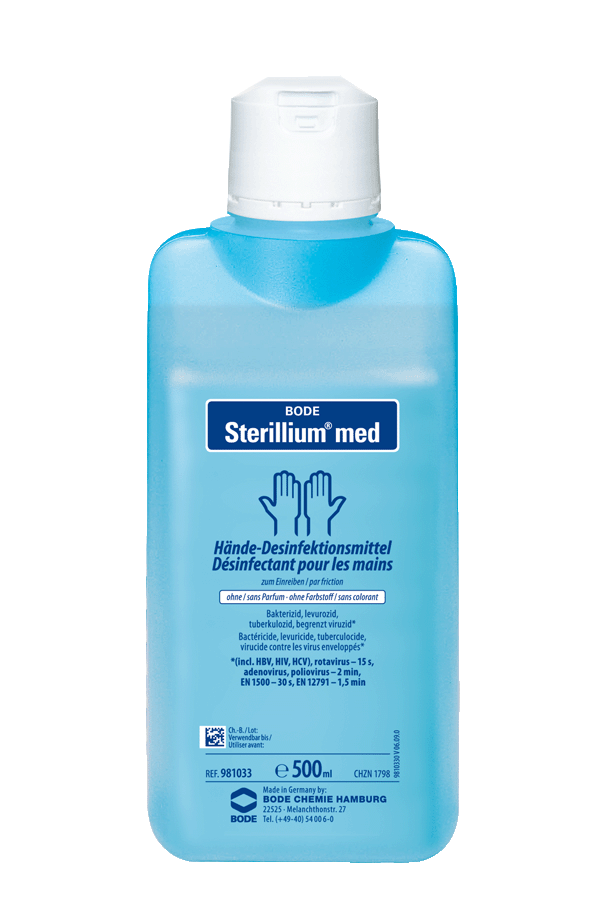 BODE
Sterillium® med
Hände-Desinfektionsmittel
Désinfectant pour les mains
zum Einreiben / par friction
ohne / sans Parfum - ohne Farbstoff / sans colorant
Bakterizid, levurozid,
tuberkulozid, begrenzt viruzid*
Bactéricide, levuricide, tuberculocide,
virucide contre les virus enveloppés*
*(incl. HBV, HIV, HCV), rotavirus – 15 s,
adenovirus, poliovirus – 2 min,
EN 1500 – 30 s, EN 12791 – 1,5 min
Ch.-B. / Lot:
Verwendbar bis /
Utiliser avant:
REF. 981033 ℮ 500 ml CHZN 1798
9810330 V 06.09.0
Made in Germany by:
BODE CHEMIE HAMBURG
22525 - Melanchthonstr. 27
BODE Tel. (+49-40) 54 00 6-0